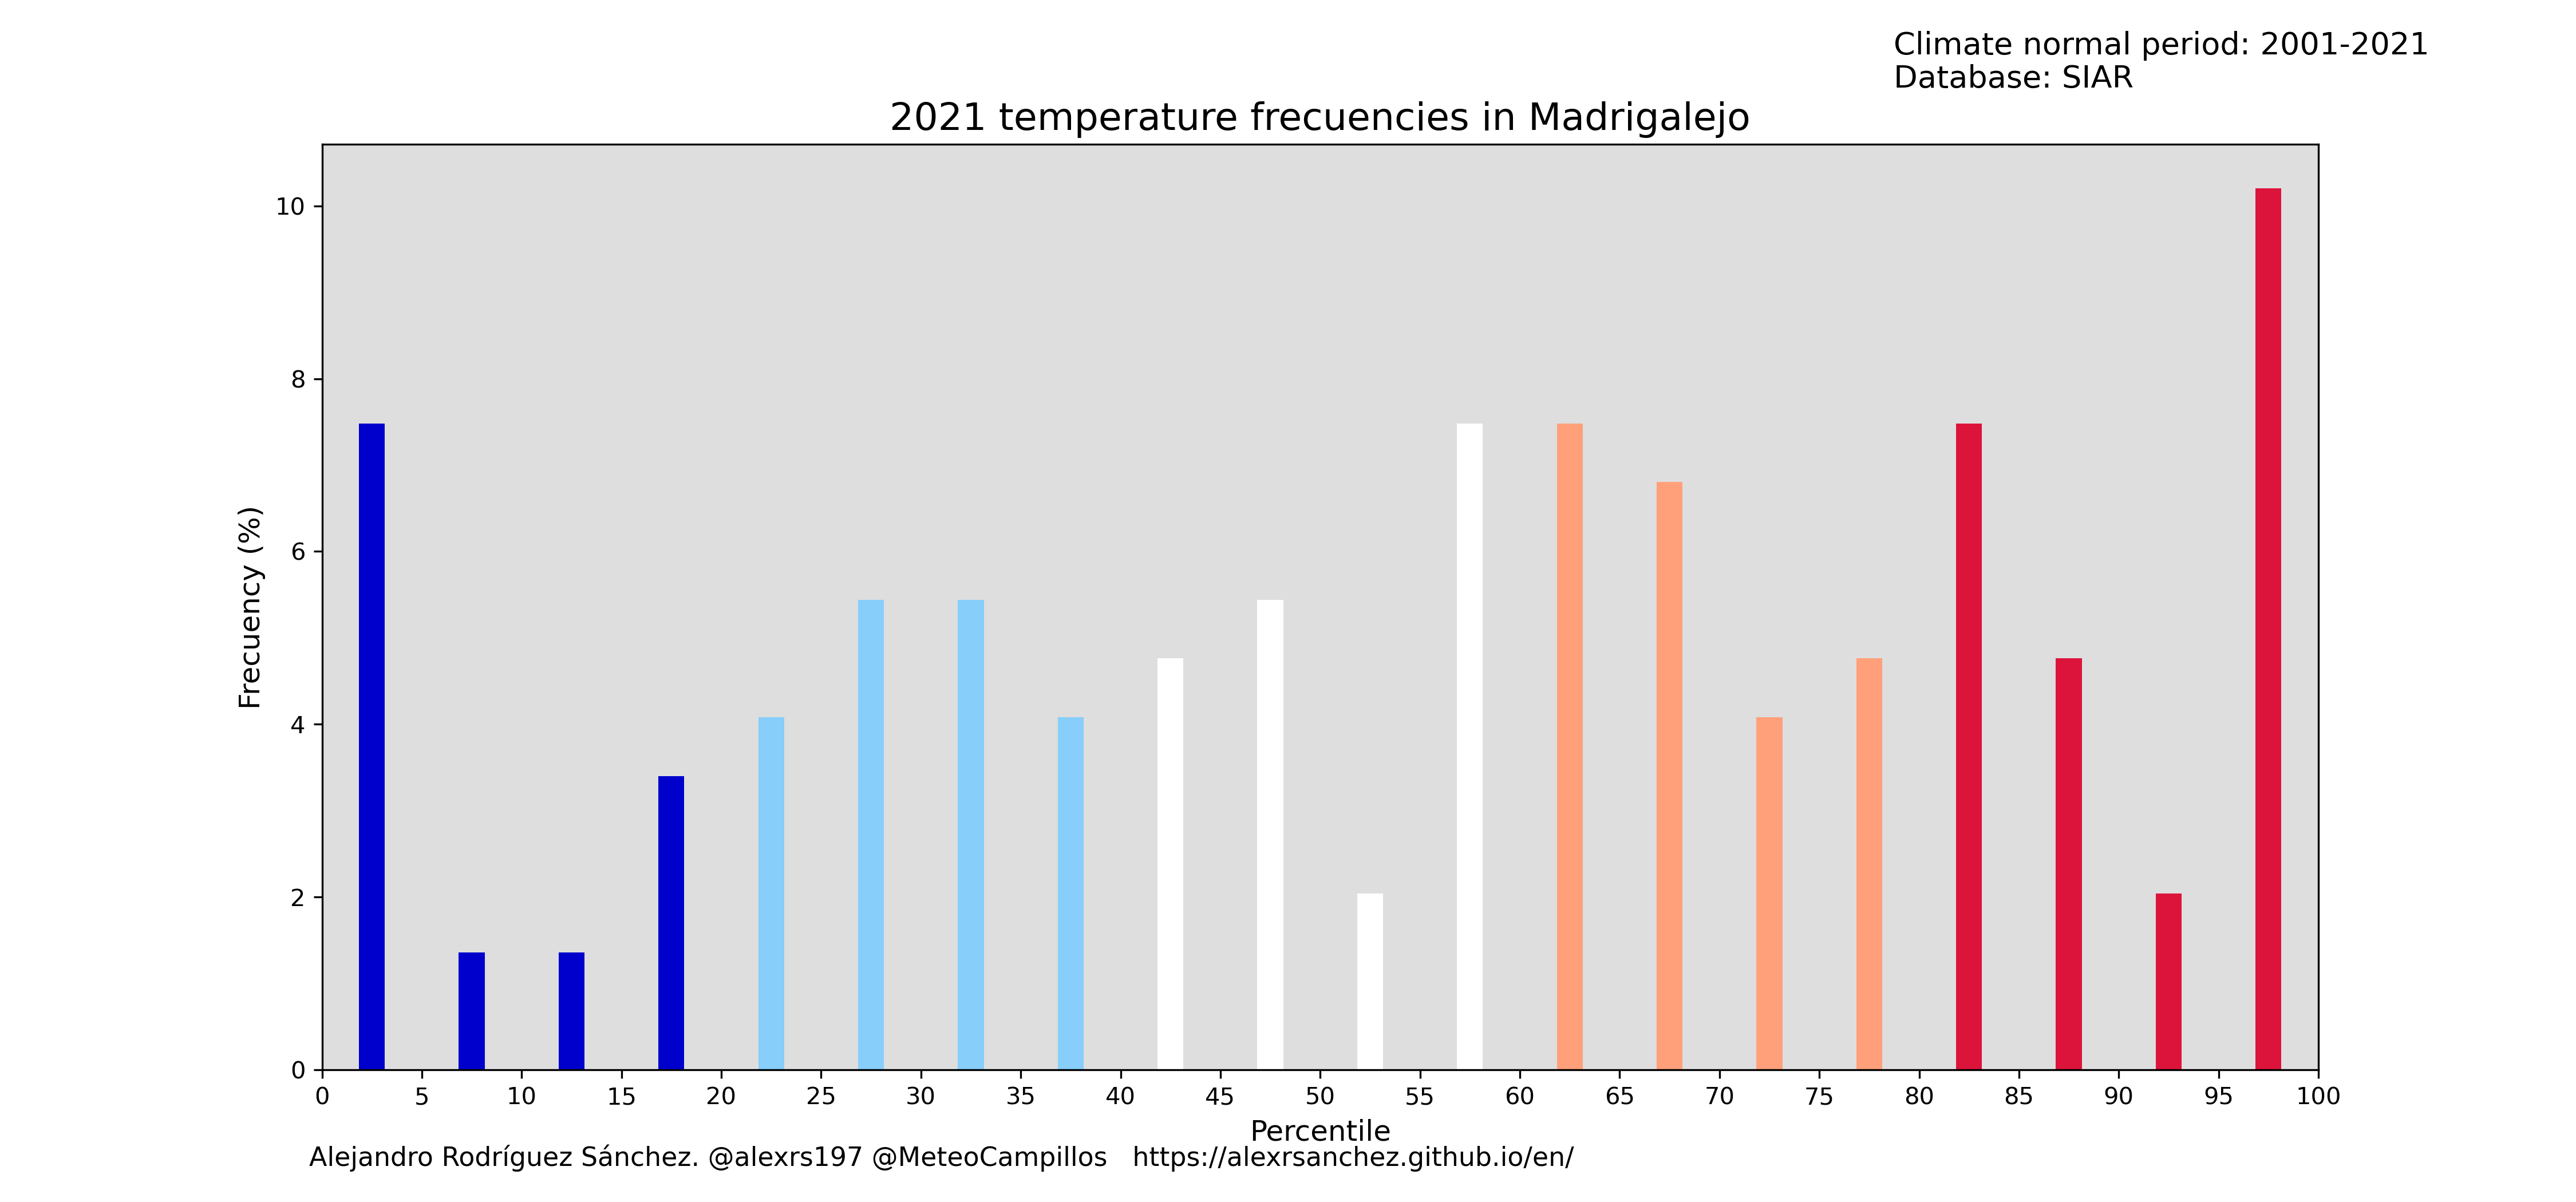 Climate normal period: 2001-2021
Database: SIAR
2021 temperature frecuencies in Madrigalejo
10
8
6
4
2
0
Frecuency (%)
0 5 10 15 20 25 30 35 40 45 50 55 60 65 70 75 80 85 90 95 100
Percentile
Alejandro Rodríguez Sánchez. @alexrs197 @MeteoCampillos https://alexrsanchez.github.io/en/